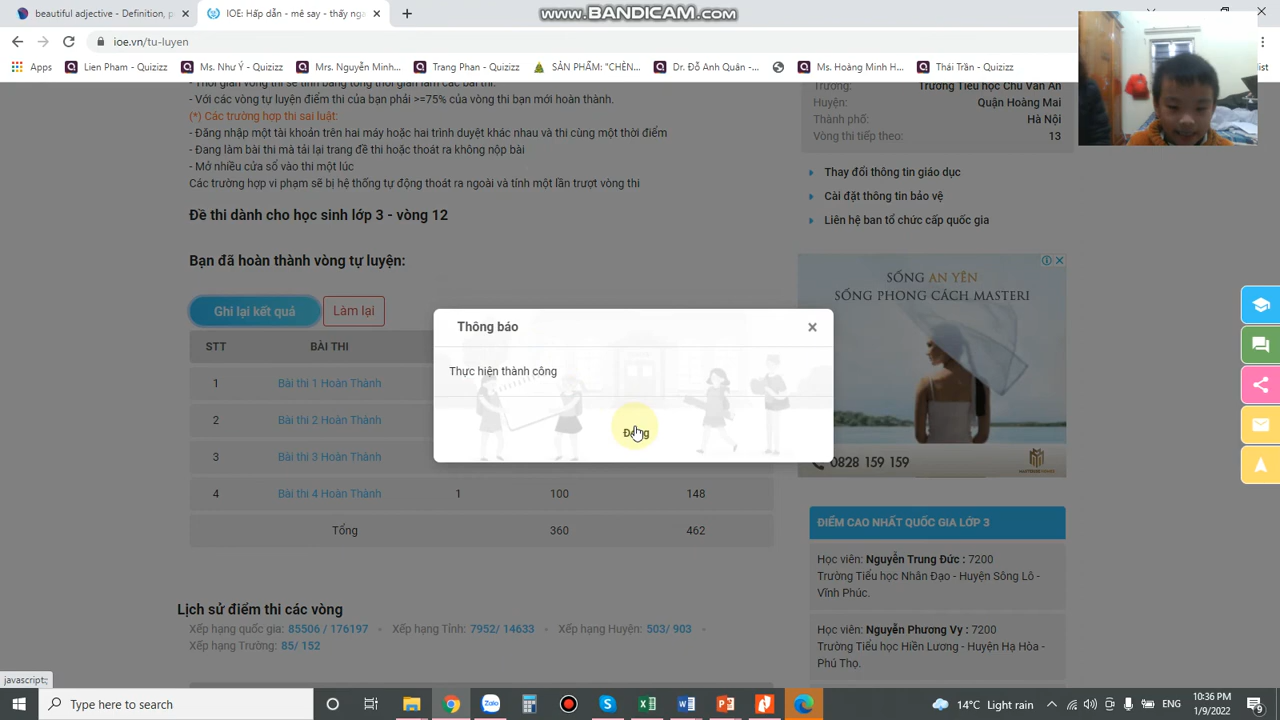 beautiful adjective - Definition, p
IOE: Hấp dẫn - mê say - thấy ng
www.BANDICAM.com
ioe.vn/tu-luyen
Apps
Lien Pham - Quizizz
Ms. Như Ý - Quizizz
Mrs. Nguyễn Minh...
Trang Phan - Quizizz
SẢN PHẨM: "CHÊN...
Dr. Đỗ Anh Quân -...
Ms. Hoàng Minh H...
Thái Trần - Quizizz
list
- Với các vòng tự luyện điểm thi của bạn phải >=75% của vòng thi bạn mới hoàn thành.
(*) Các trường hợp thi sai luật:
- Đăng nhập một tài khoản trên hai máy hoặc hai trình duyệt khác nhau và thi cùng một thời điểm
- Đang làm bài thi mà tải lại trang đề thi hoặc thoát ra không nộp bài
- Mở nhiều cửa sổ vào thi một lúc
Các trường hợp vi phạm sẽ bị hệ thống tự động thoát ra ngoài và tính một lần trượt vòng thi
Đề thi dành cho học sinh lớp 3 - vòng 12
Bạn đã hoàn thành vòng tự luyện:
Ghi lại kết quả
Làm lại
STT
BÀI THI
1
Bài thi 1 Hoàn Thành
2
Bài thi 2 Hoàn Thành
3
Bài thi 3 Hoàn Thành
4
Bài thi 4 Hoàn Thành
1
100
148
Tổng
360
462
Thông báo
×
Thực hiện thành công
Lịch sử điểm thi các vòng
Xếp hạng quốc gia: 85506 / 176197 • Xếp hạng Tỉnh: 7952/ 14633 • Xếp hạng Huyện: 503/ 903 •
Xếp hạng Trường: 85/ 152
Trường: Trường Tiểu học Chu Văn An
Huyện: Quận Hoàng Mai
Thành phố: Hà Nội
Vòng thi tiếp theo: 13
Thay đổi thông tin giáo dục
Cài đặt thông tin bảo vệ
Liên hệ ban tổ chức cấp quốc gia
SỐNG AN YÊN
SỐNG PHONG CÁCH MASTERI
0828 159 159
ĐIỂM CAO NHẤT QUỐC GIA LỚP 3
Học viên: Nguyễn Trung Đức : 7200
Trường Tiểu học Nhân Đạo - Huyện Sông Lô -
Vĩnh Phúc.
Học viên: Nguyễn Phương Vy : 7200
Trường Tiểu học Hiền Lương - Huyện Hạ Hòa -
Phú Thọ.
javascript:;
Type here to search
Zalo
14°C Light rain
ENG
10:36 PM
1/9/2022
9